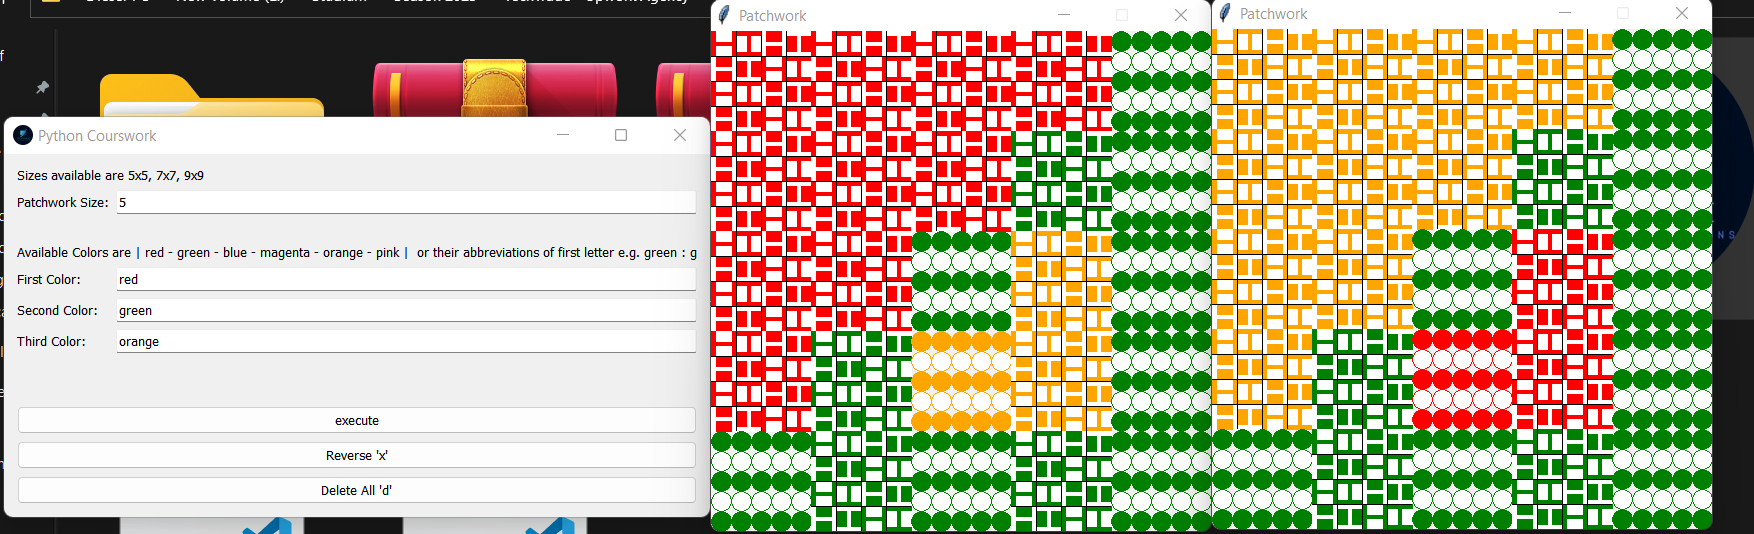 Patchwork
Patchwork
Python Courswork
Sizes available are 5x5, 7x7, 9x9
Patchwork Size: 5
Available Colors are | red - green - blue - magenta - orange - pink |  or their abbreviations of first letter e.g. green : g
First Color: red
Second Color: green
Third Color: orange
execute
Reverse 'x'
Delete All 'd'